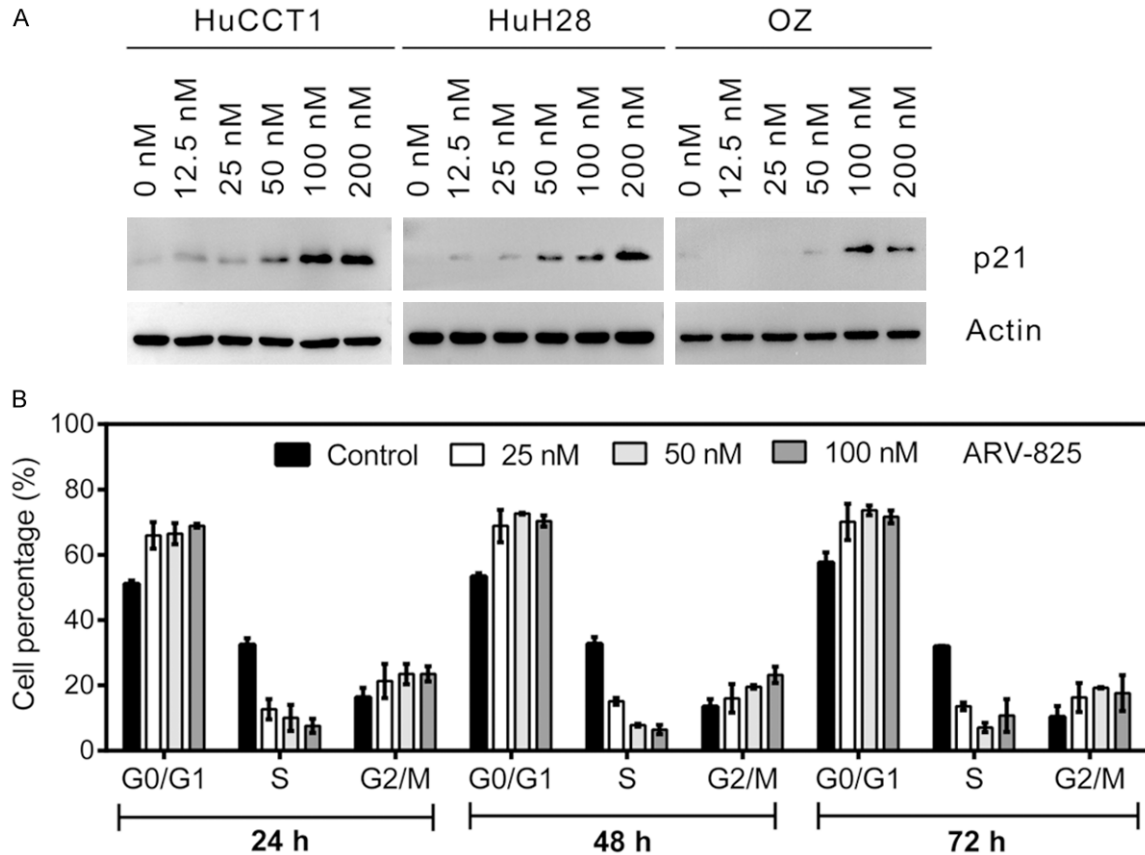 A
HuCCT1 HuH28 OZ
0 nM 12.5 nM 25 nM 50 nM 100 nM 200 nM 0 nM 12.5 nM 25 nM 50 nM 100 nM 200 nM 0 nM 12.5 nM 25 nM 50 nM 100 nM 200 nM
p21
Actin
B
Cell percentage (%)
100
80
60
40
20
0
Control 25 nM 50 nM 100 nM ARV-825
G0/G1 S G2/M G0/G1 S G2/M G0/G1 S G2/M
24 h 48 h 72 h